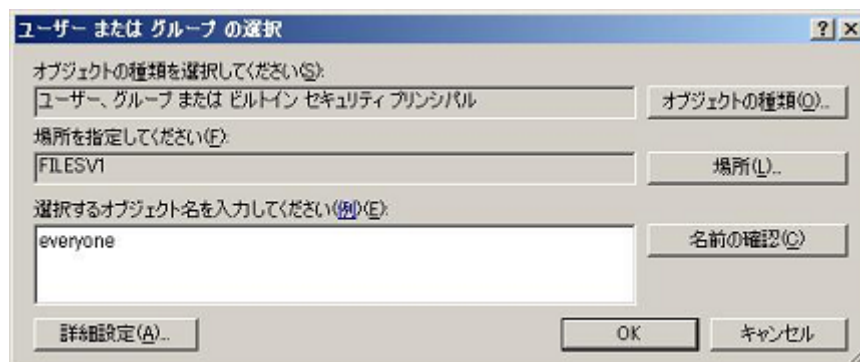 ユーザー または グループ の選択
オブジェクトの種類を選択してください(S):
ユーザー、グループ または ビルトイン セキュリティ プリンシパル
オブジェクトの種類(O)...
場所を指定してください(F):
FILESV1
場所(L)...
選択するオブジェクト名を入力してください(例)(E):
everyone
名前の確認(C)
詳細設定(A)...
OK
キャンセル